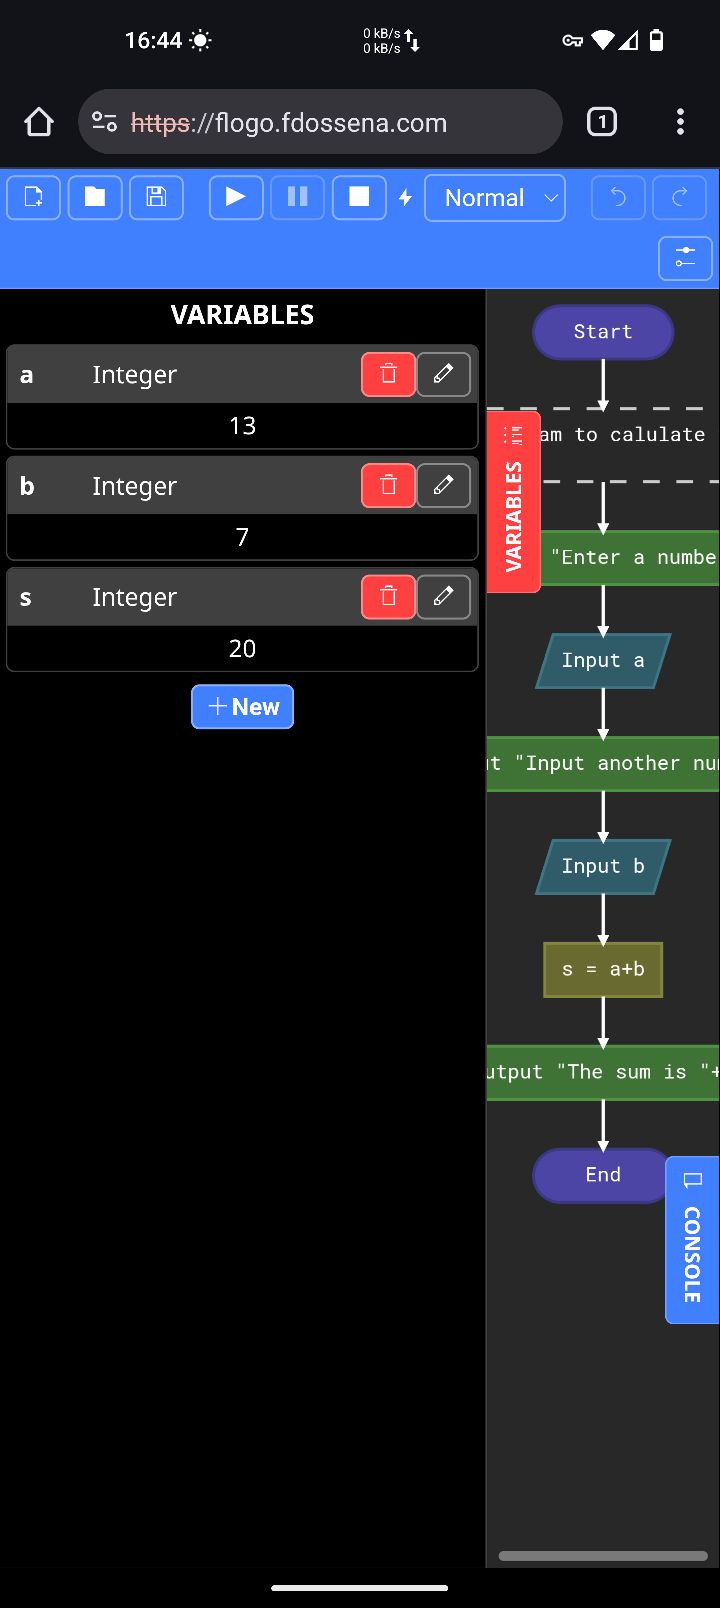 16:44
0 kB/s
0 kB/s
https://flogo.fdossena.com
1
Normal
VARIABLES
a Integer
13
b Integer
7
s Integer
20
New
VARIABLES
Start
am to calulate
"Enter a numbe
Input a
t "Input another nu
Input b
s = a+b
utput "The sum is "+
End
CONSOLE